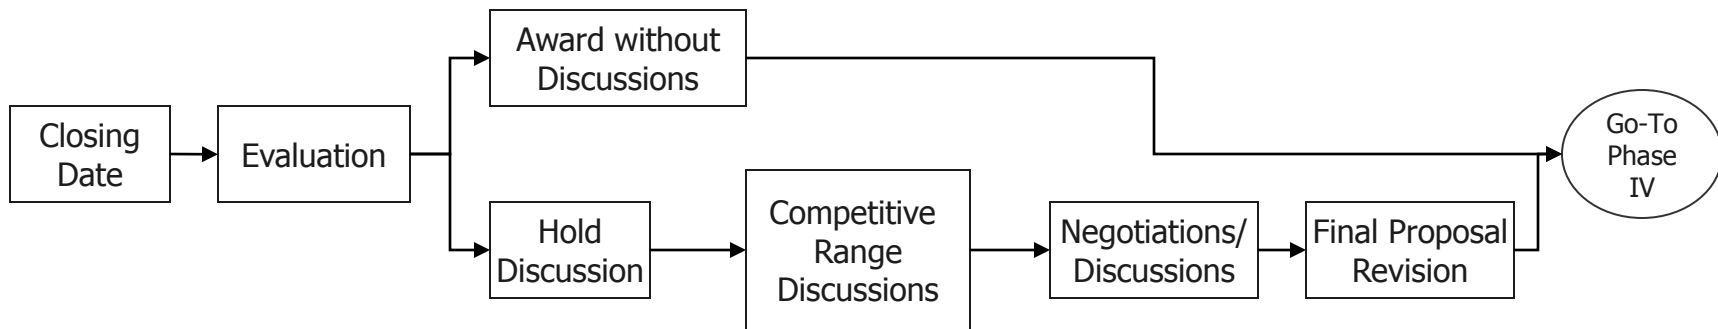 Closing
Date
Evaluation
Award without
Discussions
Hold
Discussion
Competitive
Range
Discussions
Negotiations/
Discussions
Final Proposal
Revision
Go-To
Phase
IV